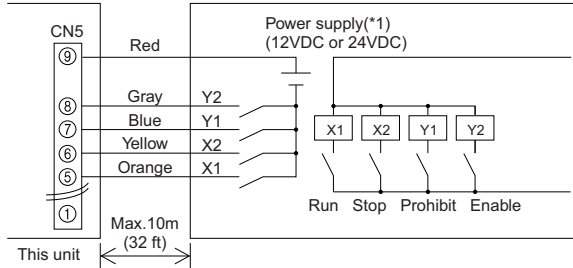 CN5
Power supply(*1)
(12VDC or 24VDC)
9 Red
8 Gray Y2
7 Blue Y1
6 Yellow X2
5 Orange X1
1
X1 X2 Y1 Y2
Run Stop Prohibit Enable
This unit
Max.10m
(32 ft)